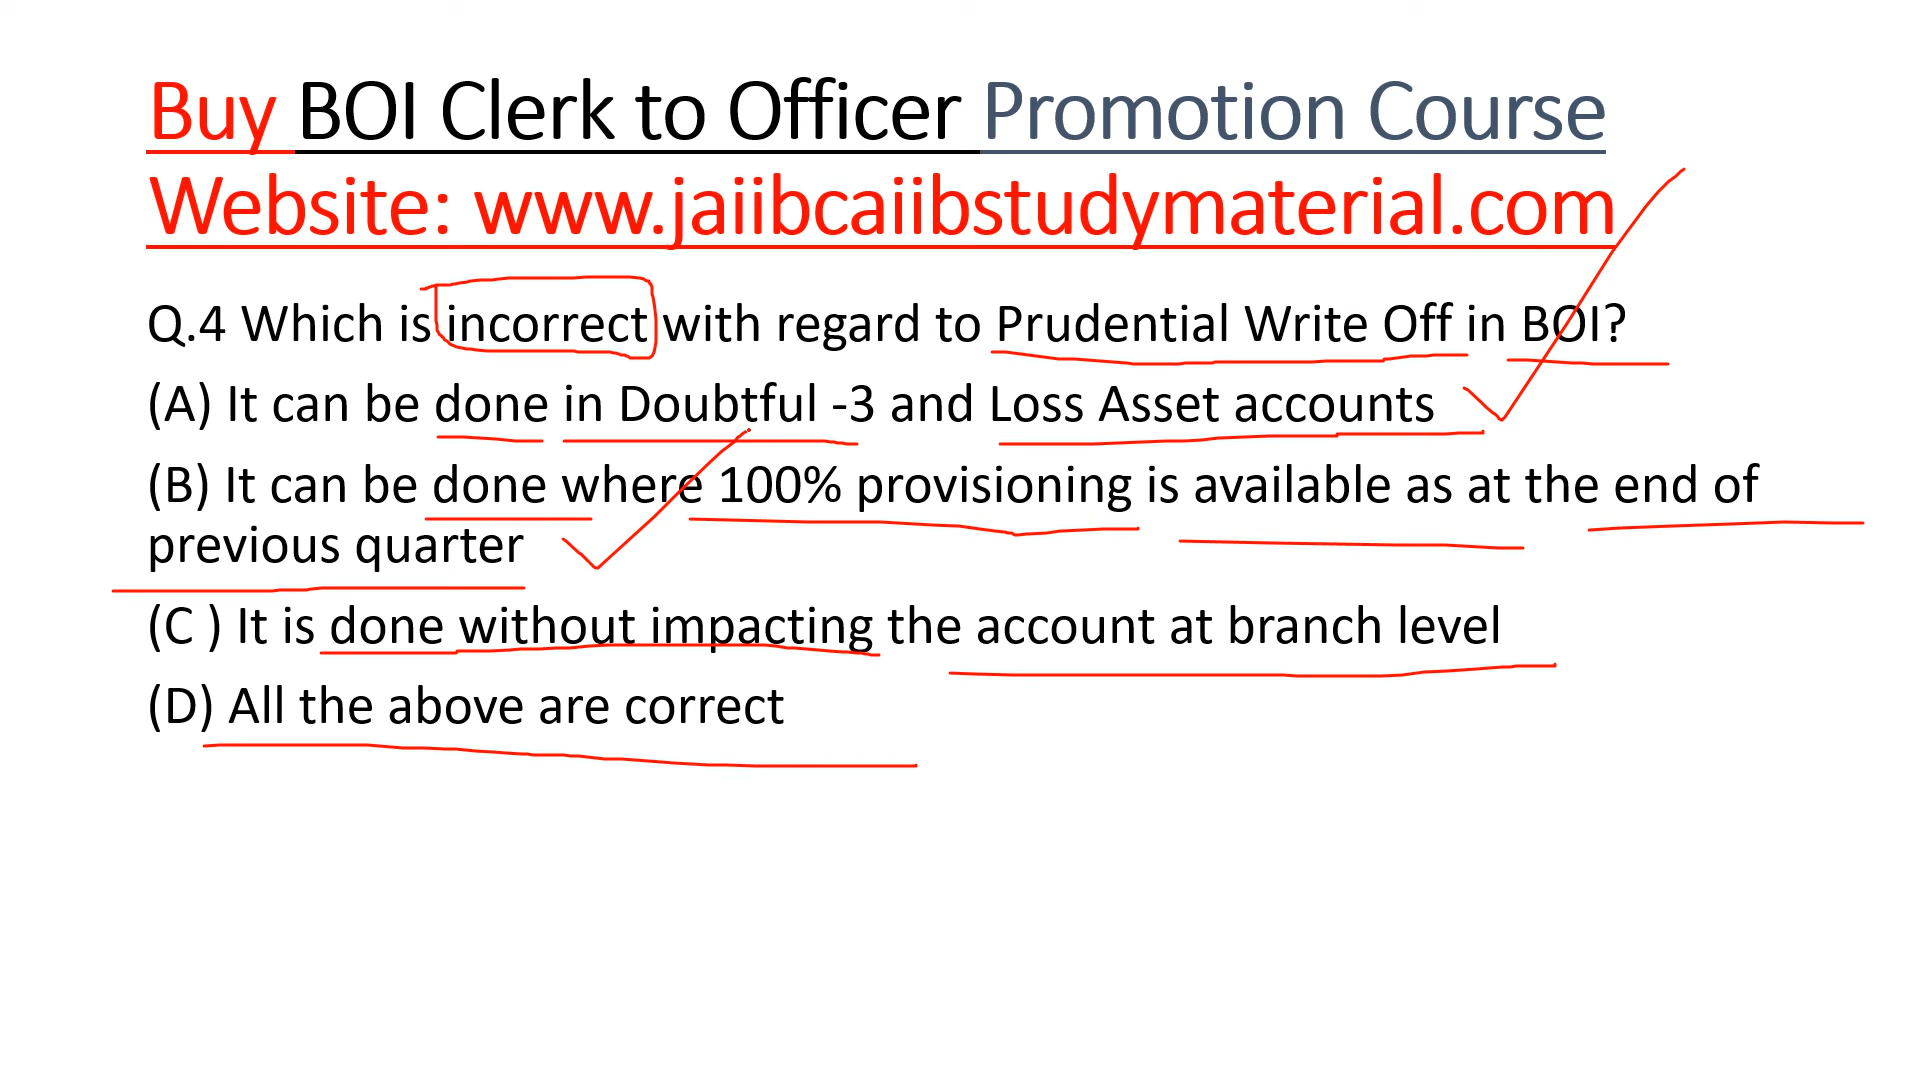 Buy BOI Clerk to Officer Promotion Course
Website: www.jaiibcaiibstudymaterial.com
Q.4 Which is incorrect with regard to Prudential Write Off in BOI?
(A) It can be done in Doubtful -3 and Loss Asset accounts
(B) It can be done where 100% provisioning is available as at the end of
previous quarter
(C ) It is done without impacting the account at branch level
(D) All the above are correct